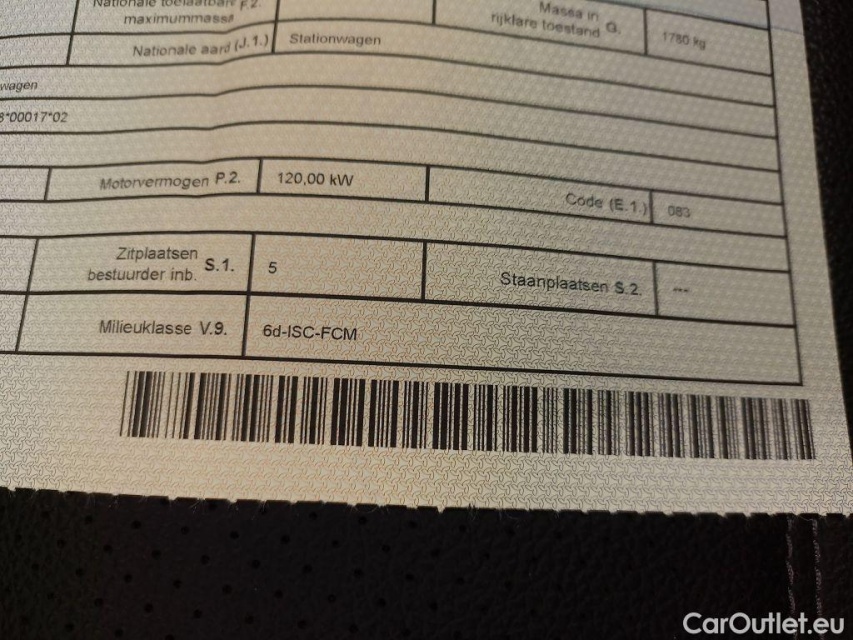 Nationale toelaatbare F.2.
maximummassa
Massa in
rijklare toestand G.
1780 kg
Nationale aard (J.1.)
Stationwagen
wagen
*00017*02
Motorvermogen P.2.
120,00 kW
Code (E.1.)
083
Zitplaatsen
bestuurder inb. S.1.
5
Staanplaatsen S.2.
---
Milieuklasse V.9.
6d-ISC-FCM
CarOutlet.eu